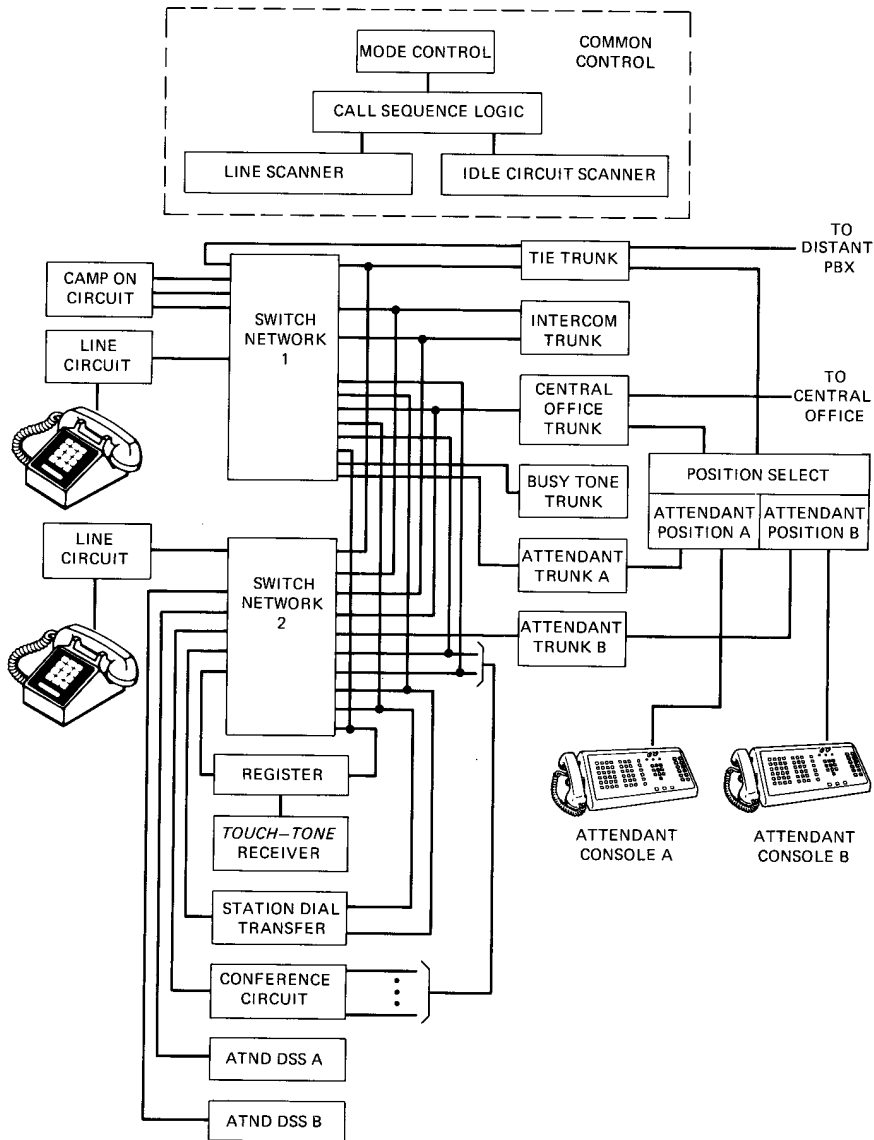 COMMON
CONTROL
MODE CONTROL
CALL SEQUENCE LOGIC
LINE SCANNER
IDLE CIRCUIT SCANNER
TO
DISTANT
PBX
TIE TRUNK
CAMP ON
CIRCUIT
SWITCH
NETWORK
1
INTERCOM
TRUNK
LINE
CIRCUIT
CENTRAL
OFFICE
TRUNK
TO
CENTRAL
OFFICE
POSITION SELECT
BUSY TONE
TRUNK
ATTENDANT
POSITION A
ATTENDANT
POSITION B
LINE
CIRCUIT
SWITCH
NETWORK
2
ATTENDANT
TRUNK A
ATTENDANT
TRUNK B
REGISTER
TOUCH–TONE
RECEIVER
ATTENDANT
CONSOLE A
ATTENDANT
CONSOLE B
STATION DIAL
TRANSFER
CONFERENCE
CIRCUIT
ATND DSS A
ATND DSS B